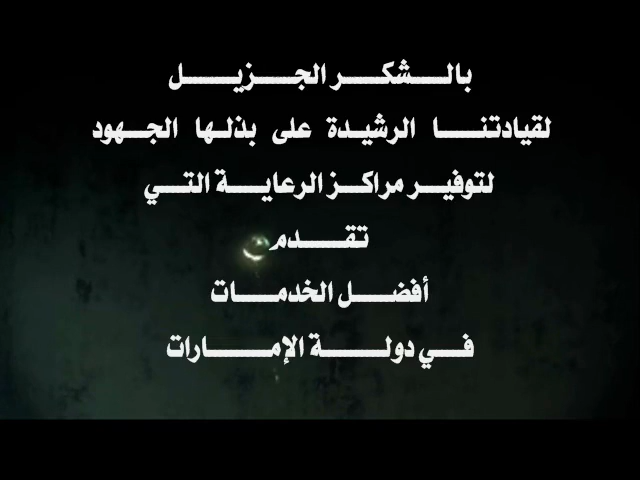 بالشكر الجزيل
لقيادتنا الرشيدة على بذلها الجهود
لتوفير مراكز الرعاية التي
تقدم
أفضل الخدمات
في دولة الإمارات